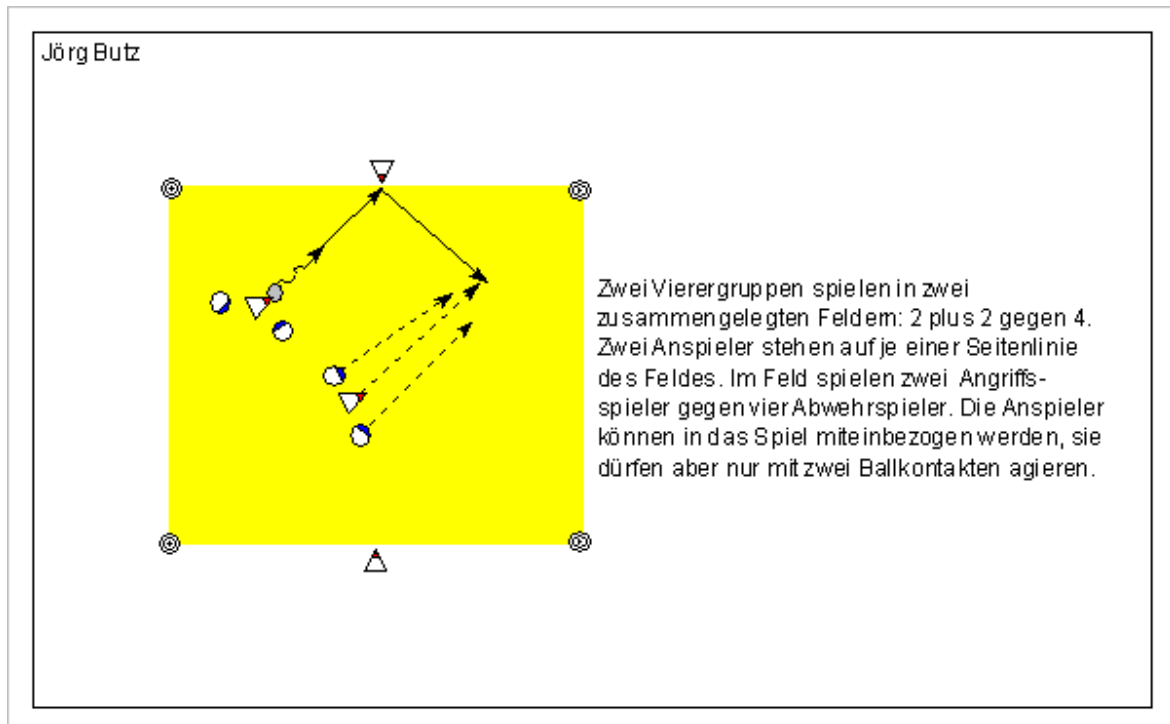 Jörg Butz
Zwei Vierergruppen spielen in zwei
zusammengelegten Feldern: 2 plus 2 gegen 4.
Zwei Anspieler stehen auf je einer Seitenlinie
des Feldes. Im Feld spielen zwei Angriffs-
spieler gegen vier Abwehrspieler. Die Anspieler
können in das Spiel miteinbezogen werden, sie
dürfen aber nur mit zwei Ballkontakten agieren.